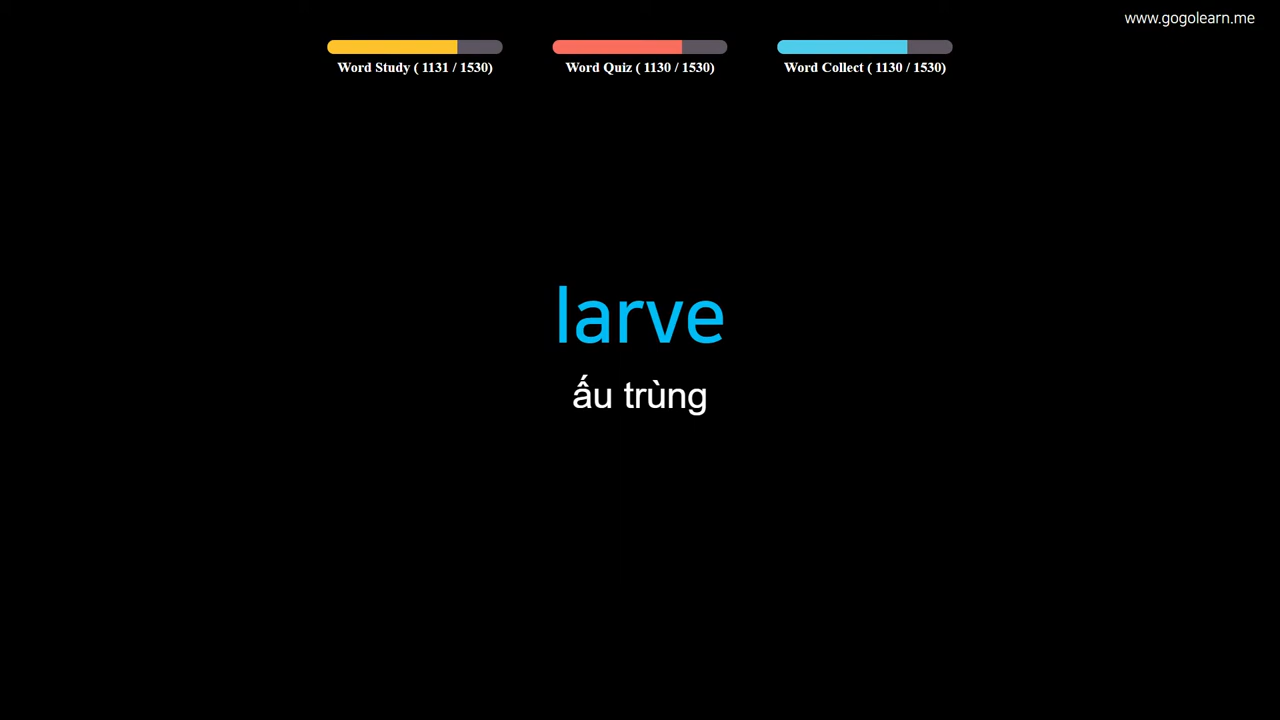 www.gogolearn.me
Word Study ( 1131 / 1530)
Word Quiz ( 1130 / 1530)
Word Collect ( 1130 / 1530)
larve
ấu trùng